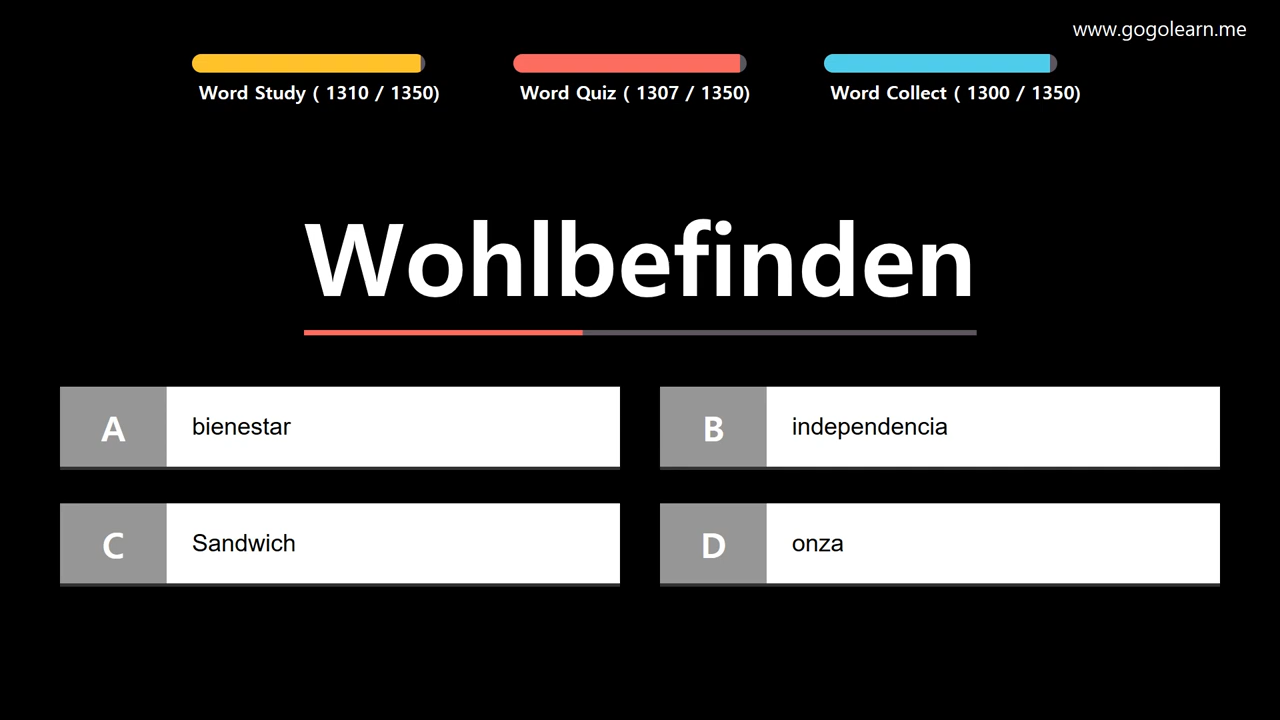 www.gogolearn.me
Word Study ( 1310 / 1350)
Word Quiz ( 1307 / 1350)
Word Collect ( 1300 / 1350)
Wohlbefinden
A bienestar
B independencia
C Sandwich
D onza